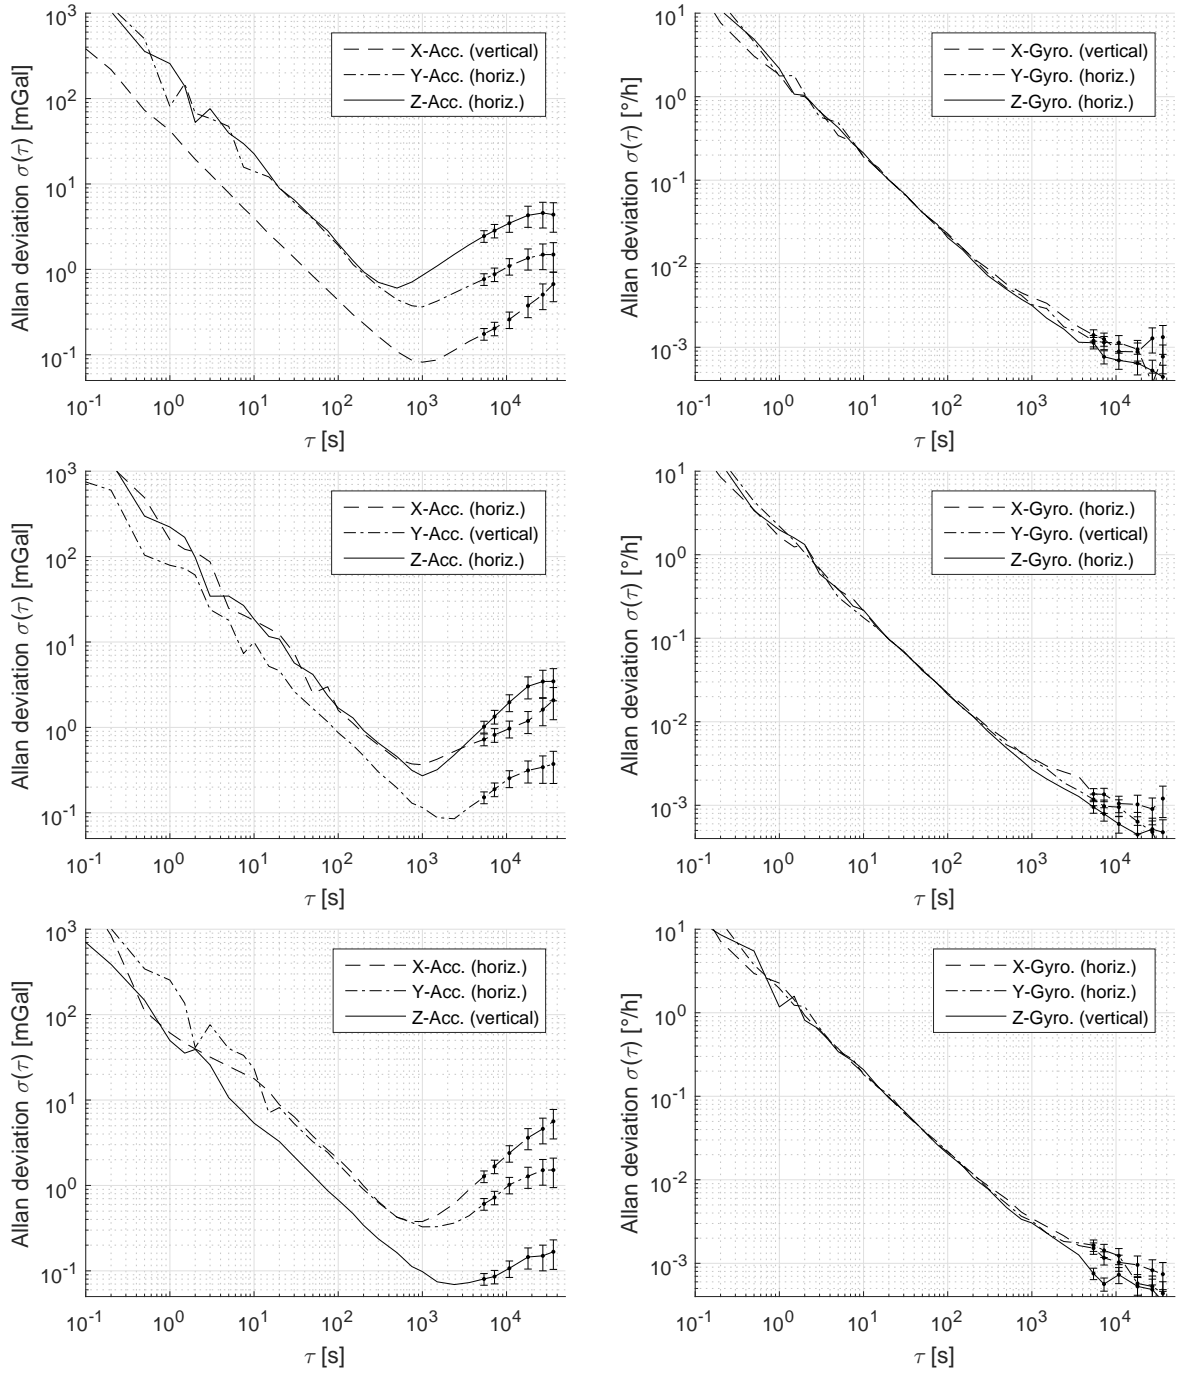 10^3
10^2
10^1
10^0
10^-1
Allan deviation σ(τ) [mGal]
X-Acc. (vertical)
Y-Acc. (horiz.)
Z-Acc. (horiz.)
10^-1 10^0 10^1 10^2 10^3 10^4
τ [s]
10^1
10^0
10^-1
10^-2
10^-3
Allan deviation σ(τ) [°/h]
X-Gyro. (vertical)
Y-Gyro. (horiz.)
Z-Gyro. (horiz.)
10^-1 10^0 10^1 10^2 10^3 10^4
τ [s]
10^3
10^2
10^1
10^0
10^-1
Allan deviation σ(τ) [mGal]
X-Acc. (horiz.)
Y-Acc. (vertical)
Z-Acc. (horiz.)
10^-1 10^0 10^1 10^2 10^3 10^4
τ [s]
10^1
10^0
10^-1
10^-2
10^-3
Allan deviation σ(τ) [°/h]
X-Gyro. (horiz.)
Y-Gyro. (vertical)
Z-Gyro. (horiz.)
10^-1 10^0 10^1 10^2 10^3 10^4
τ [s]
10^3
10^2
10^1
10^0
10^-1
Allan deviation σ(τ) [mGal]
X-Acc. (horiz.)
Y-Acc. (horiz.)
Z-Acc. (vertical)
10^-1 10^0 10^1 10^2 10^3 10^4
τ [s]
10^1
10^0
10^-1
10^-2
10^-3
Allan deviation σ(τ) [°/h]
X-Gyro. (horiz.)
Y-Gyro. (horiz.)
Z-Gyro. (vertical)
10^-1 10^0 10^1 10^2 10^3 10^4
τ [s]